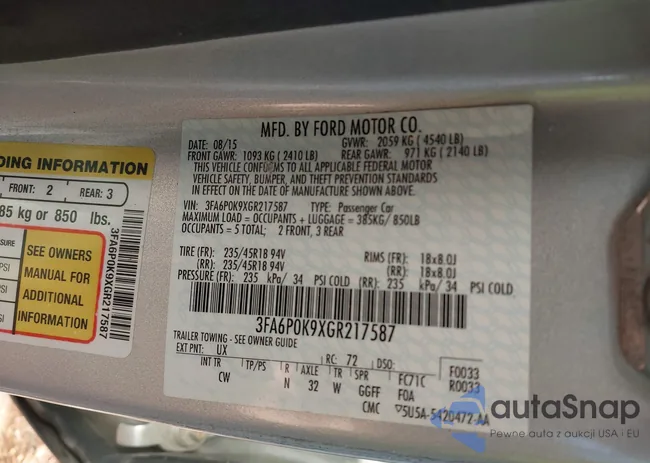 MFD. BY FORD MOTOR CO.
DATE: 08/15 GVWR: 2059 KG (4540 LB)
FRONT GAWR: 1093 KG (2410 LB) REAR GAWR: 971 KG (2140 LB)
THIS VEHICLE CONFORMS TO ALL APPLICABLE FEDERAL MOTOR
VEHICLE SAFETY, BUMPER, AND THEFT PREVENTION STANDARDS
IN EFFECT ON THE DATE OF MANUFACTURE SHOWN ABOVE.
VIN: 3FA6P0K9XGR217587 TYPE: Passenger Car
MAXIMUM LOAD = OCCUPANTS + LUGGAGE = 385KG/ 850LB
OCCUPANTS = 5 TOTAL; 2 FRONT, 3 REAR
TIRE (FR): 235/45R18 94V RIMS (FR): 18x8.0J
(RR): 235/45R18 94V (RR): 18x8.0J
PRESSURE (FR): 235 kPa/ 34 PSI COLD (RR): 235 kPa/ 34 PSI COLD
3FA6P0K9XGR217587
TRAILER TOWING - SEE OWNER GUIDE
EXT PNT: UX RC: 72 DSO: F0033
INT TR TP/PS R AXLE TR SPR FC71C R0033
CW N 32 W GGFF FOA
CMC 5U5A-5420472-AA
DING INFORMATION
FRONT: 2 REAR: 3
85 kg or 850 lbs.
SURE
PSI
PSI
SEE OWNERS
MANUAL FOR
ADDITIONAL
INFORMATION
3FA6P0K9XGR217587
autaSnap
Pewne auta z aukcji USA i EU